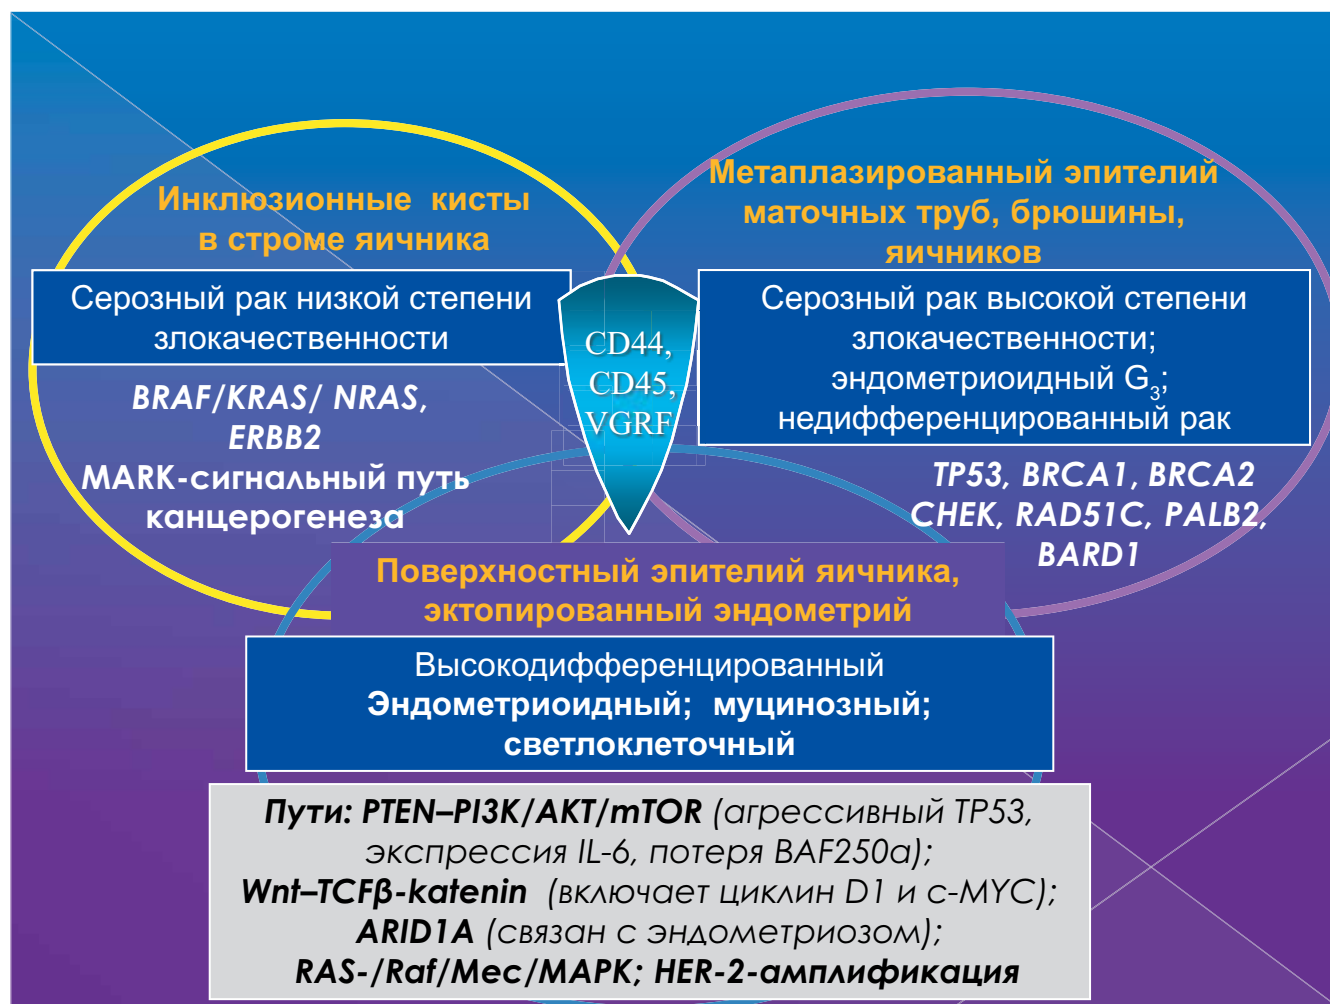 Инклюзионные кисты
в строме яичника
Серозный рак низкой степени
злокачественности
BRAF/KRAS/ NRAS,
ERBB2
MARK-сигнальный путь
канцерогенеза
CD44,
CD45,
VGRF
Метаплазированный эпителий
маточных труб, брюшины,
яичников
Серозный рак высокой степени
злокачественности;
эндометриоидный G3;
недифференцированный рак
TP53, BRCA1, BRCA2
CHEK, RAD51C, PALB2,
BARD1
Поверхностный эпителий яичника,
эктопированный эндометрий
Высокодифференцированный
Эндометриоидный; муцинозный;
светлоклеточный
Пути: PTEN–PI3K/AKT/mTOR (агрессивный TP53,
экспрессия IL-6, потеря BAF250a);
Wnt–TCFβ-katenin (включает циклин D1 и c-MYC);
ARID1A (связан с эндометриозом);
RAS-/Raf/Mec/MAPK; HER-2-амплификация